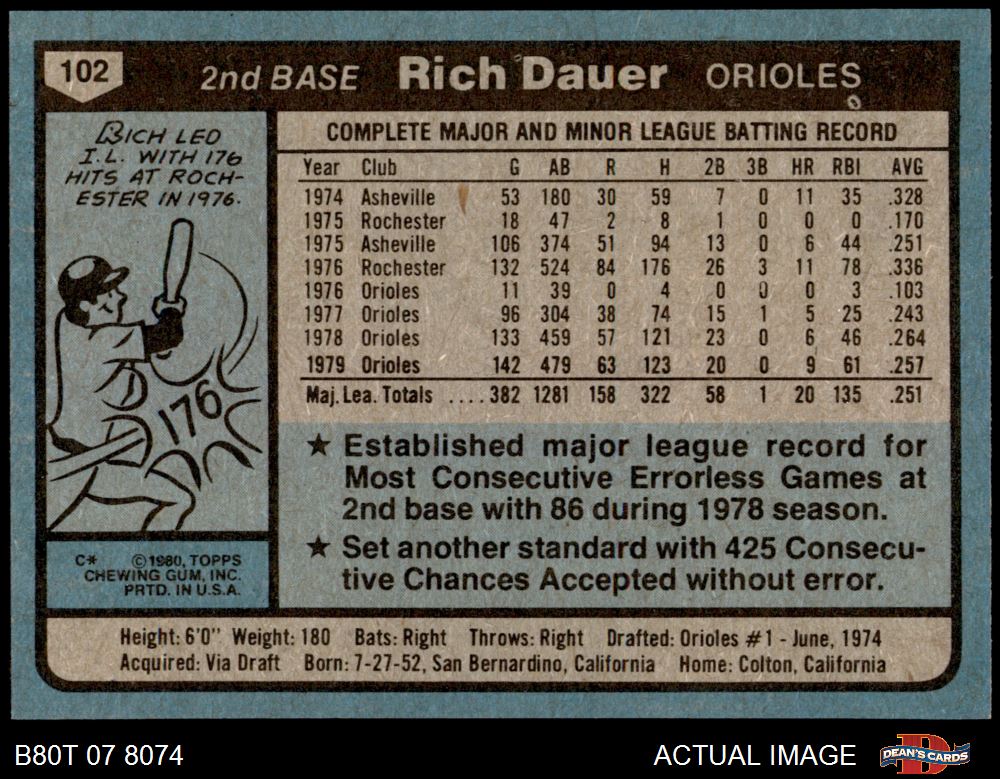 102 2nd BASE Rich Dauer ORIOLES
RICH LED
I.L. WITH 176
HITS AT ROCH-
ESTER IN 1976.
176
C* ©1980, TOPPS
CHEWING GUM, INC.
PRTD. IN U.S.A.
COMPLETE MAJOR AND MINOR LEAGUE BATTING RECORD
Year Club G AB R H 2B 3B HR RBI AVG
1974 Asheville 53 180 30 59 7 0 11 35 .328
1975 Rochester 18 47 2 8 1 0 0 0 .170
1975 Asheville 106 374 51 94 13 0 6 44 .251
1976 Rochester 132 524 84 176 26 3 11 78 .336
1976 Orioles 11 39 0 4 0 0 0 3 .103
1977 Orioles 96 304 38 74 15 1 5 25 .243
1978 Orioles 133 459 57 121 23 0 6 46 .264
1979 Orioles 142 479 63 123 20 0 9 61 .257
Maj. Lea. Totals ....382 1281 158 322 58 1 20 135 .251
★ Established major league record for
Most Consecutive Errorless Games at
2nd base with 86 during 1978 season.
★ Set another standard with 425 Consecu-
tive Chances Accepted without error.
Height: 6'0" Weight: 180 Bats: Right Throws: Right Drafted: Orioles #1 - June, 1974
Acquired: Via Draft Born: 7-27-52, San Bernardino, California Home: Colton, California
B80T 07 8074 ACTUAL IMAGE DEAN'S CARDS